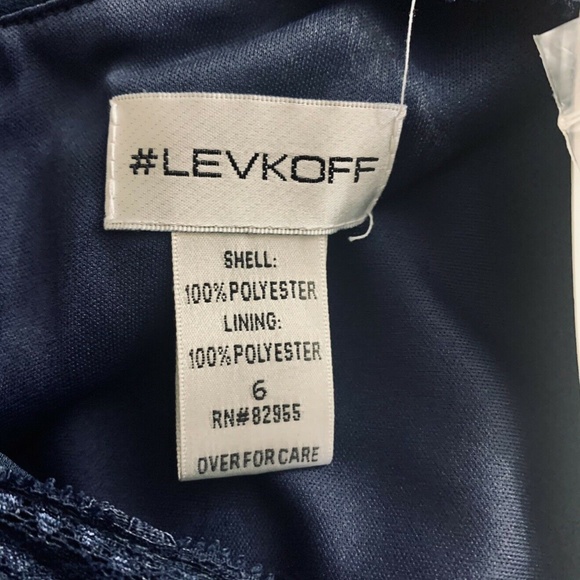 #LEVKOFF
SHELL:
100%POLYESTER
LINING:
100%POLYESTER
6
RN#82955
OVER FOR CARE